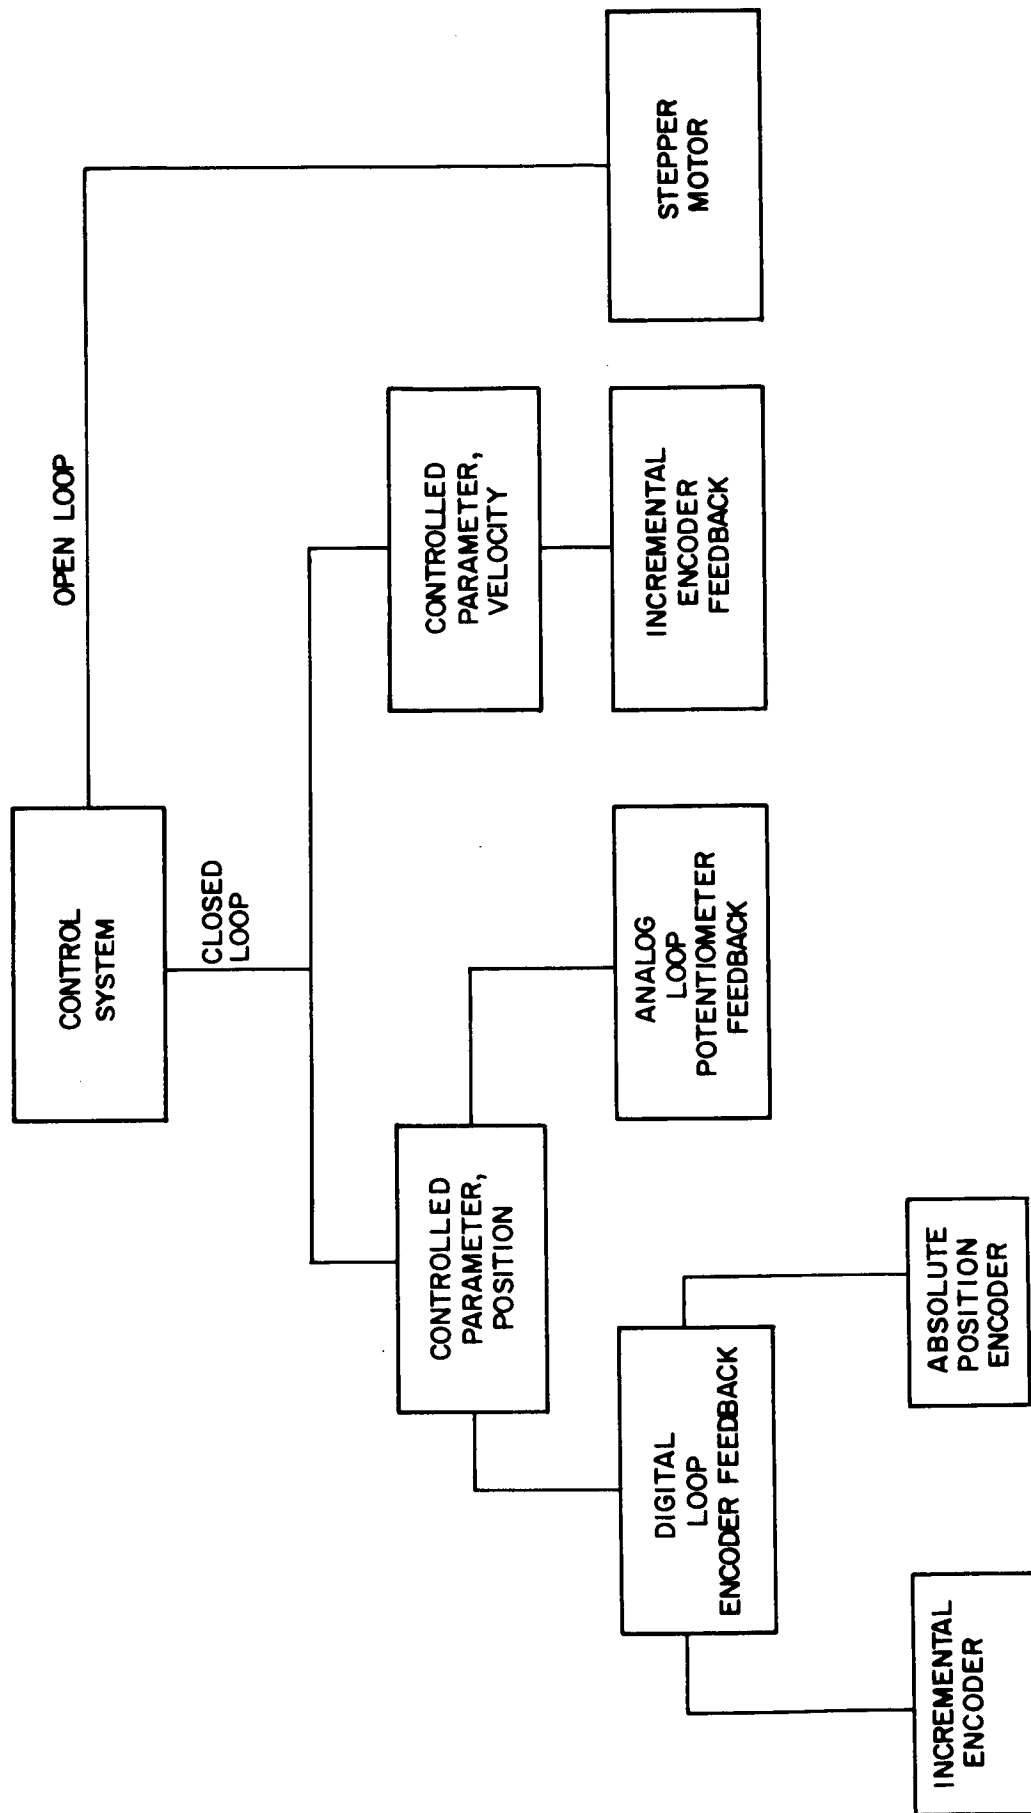 CONTROL
SYSTEM
OPEN LOOP
CLOSED
LOOP
CONTROLLED
PARAMETER,
POSITION
CONTROLLED
PARAMETER,
VELOCITY
DIGITAL
LOOP
ENCODER FEEDBACK
ANALOG
LOOP
POTENTIOMETER
FEEDBACK
INCREMENTAL
ENCODER
FEEDBACK
STEPPER
MOTOR
INCREMENTAL
ENCODER
ABSOLUTE
POSITION
ENCODER